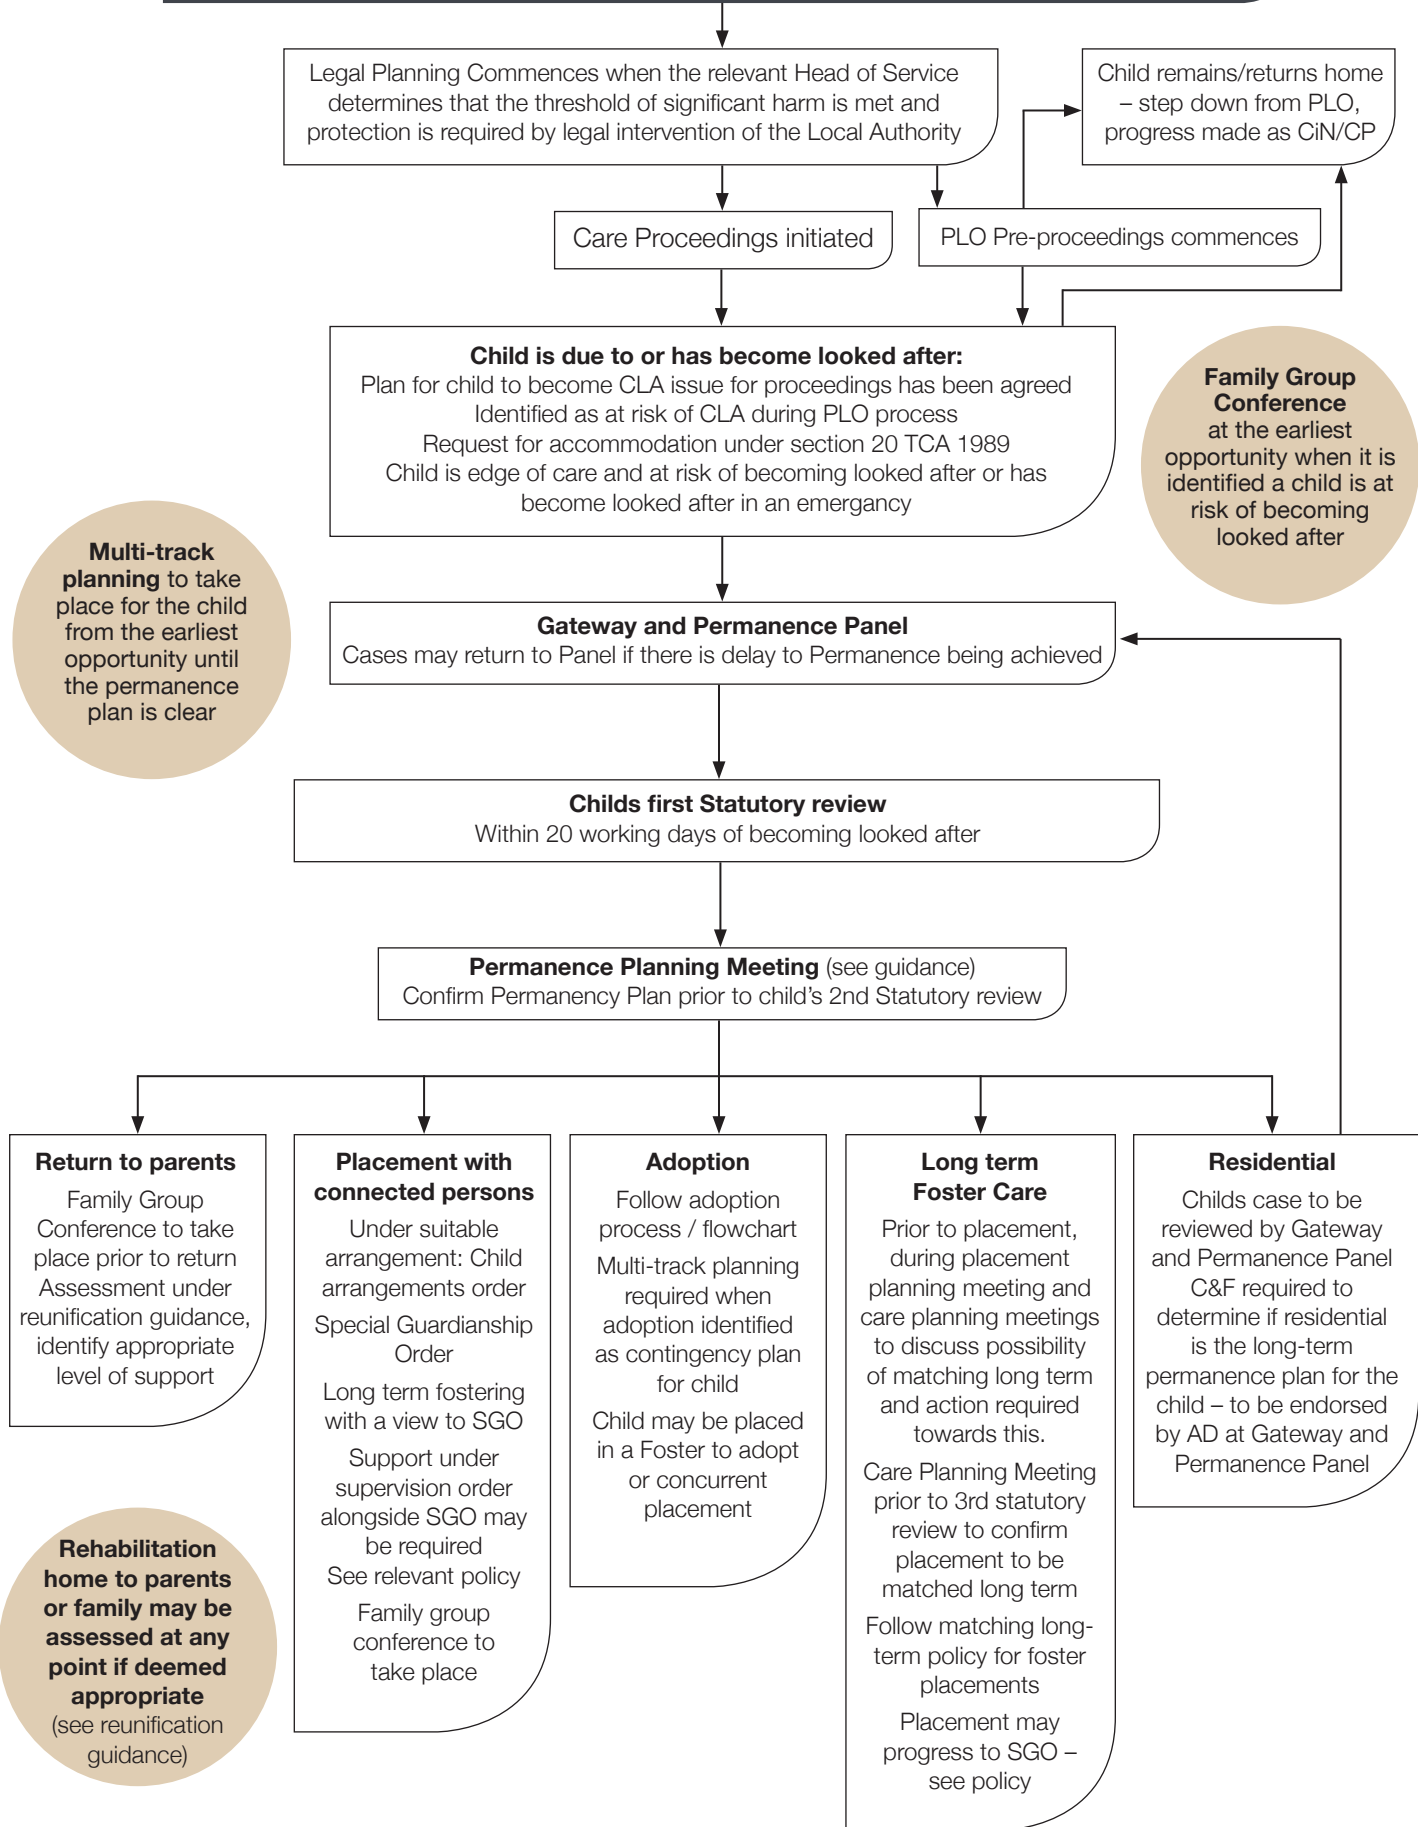 Legal Planning Commences when the relevant Head of Service
determines that the threshold of significant harm is met and
protection is required by legal intervention of the Local Authority
Child remains/returns home
– step down from PLO,
progress made as CiN/CP
Care Proceedings initiated
PLO Pre-proceedings commences
Child is due to or has become looked after:
Plan for child to become CLA issue for proceedings has been agreed
Identified as at risk of CLA during PLO process
Request for accommodation under section 20 TCA 1989
Child is edge of care and at risk of becoming looked after or has
become looked after in an emergancy
Family Group
Conference
at the earliest
opportunity when it is
identified a child is at
risk of becoming
looked after
Multi-track
planning to take
place for the child
from the earliest
opportunity until
the permanence
plan is clear
Gateway and Permanence Panel
Cases may return to Panel if there is delay to Permanence being achieved
Childs first Statutory review
Within 20 working days of becoming looked after
Permanence Planning Meeting (see guidance)
Confirm Permanency Plan prior to child’s 2nd Statutory review
Return to parents
Family Group
Conference to take
place prior to return
Assessment under
reunification guidance,
identify appropriate
level of support
Placement with
connected persons
Under suitable
arrangement: Child
arrangements order
Special Guardianship
Order
Long term fostering
with a view to SGO
Support under
supervision order
alongside SGO may
be required
See relevant policy
Family group
conference to
take place
Adoption
Follow adoption
process / flowchart
Multi-track planning
required when
adoption identified
as contingency plan
for child
Child may be placed
in a Foster to adopt
or concurrent
placement
Long term
Foster Care
Prior to placement,
during placement
planning meeting and
care planning meetings
to discuss possibility
of matching long term
and action required
towards this.
Care Planning Meeting
prior to 3rd statutory
review to confirm
placement to be
matched long term
Follow matching long-
term policy for foster
placements
Placement may
progress to SGO –
see policy
Residential
Childs case to be
reviewed by Gateway
and Permanence Panel
C&F required to
determine if residential
is the long-term
permanence plan for the
child – to be endorsed
by AD at Gateway and
Permanence Panel
Rehabilitation
home to parents
or family may be
assessed at any
point if deemed
appropriate
(see reunification
guidance)